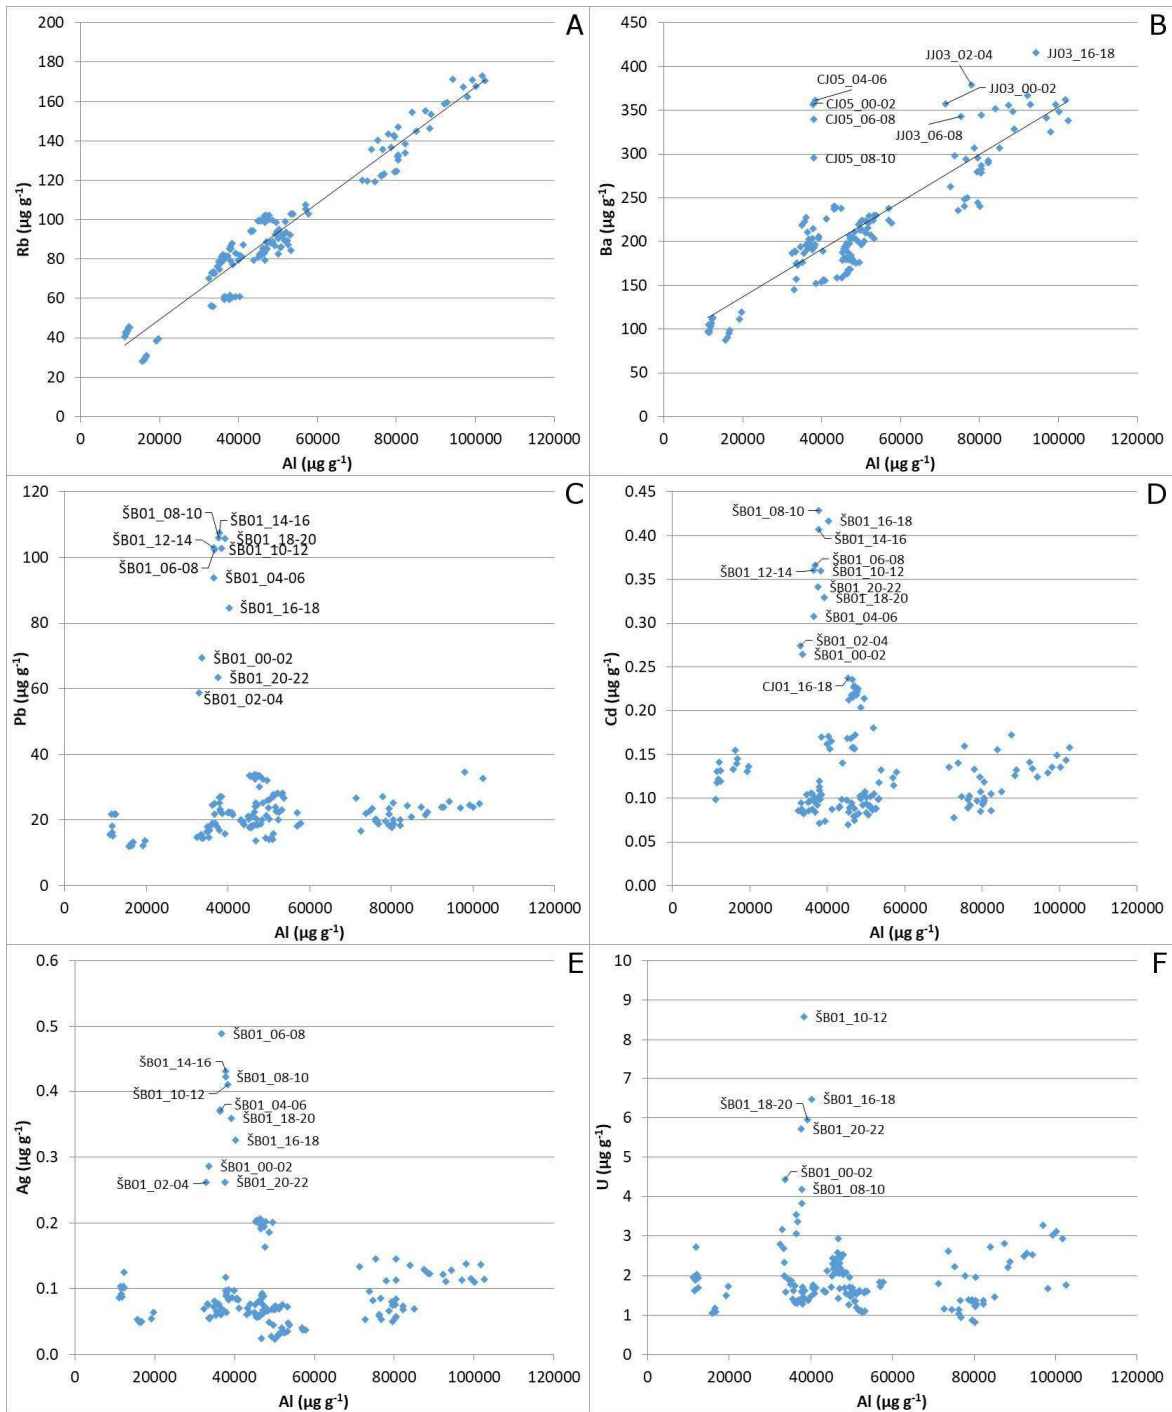 A
200
180
160
140
120
100
80
60
40
20
0
Rb (µg g-1)
0 20000 40000 60000 80000 100000 120000
Al (µg g-1)
B
450
400
350
300
250
200
150
100
50
0
Ba (µg g-1)
JJ03_02-04
JJ03_16-18
CJ05_04-06
JJ03_00-02
CJ05_00-02
CJ05_06-08
JJ03_06-08
CJ05_08-10
0 20000 40000 60000 80000 100000 120000
Al (µg g-1)
C
120
100
80
60
40
20
0
Pb (µg g-1)
ŠB01_08-10
ŠB01_14-16
ŠB01_12-14
ŠB01_18-20
ŠB01_10-12
ŠB01_06-08
ŠB01_04-06
ŠB01_16-18
ŠB01_00-02
ŠB01_20-22
ŠB01_02-04
0 20000 40000 60000 80000 100000 120000
Al (µg g-1)
D
0.45
0.40
0.35
0.30
0.25
0.20
0.15
0.10
0.05
0.00
Cd (µg g-1)
ŠB01_08-10
ŠB01_16-18
ŠB01_14-16
ŠB01_06-08
ŠB01_12-14
ŠB01_10-12
ŠB01_20-22
ŠB01_18-20
ŠB01_04-06
ŠB01_02-04
ŠB01_00-02
CJ01_16-18
0 20000 40000 60000 80000 100000 120000
Al (µg g-1)
E
0.6
0.5
0.4
0.3
0.2
0.1
0.0
Ag (µg g-1)
ŠB01_06-08
ŠB01_14-16
ŠB01_08-10
ŠB01_10-12
ŠB01_04-06
ŠB01_18-20
ŠB01_16-18
ŠB01_00-02
ŠB01_02-04
ŠB01_20-22
0 20000 40000 60000 80000 100000 120000
Al (µg g-1)
F
10
9
8
7
6
5
4
3
2
1
0
U (µg g-1)
ŠB01_10-12
ŠB01_16-18
ŠB01_18-20
ŠB01_20-22
ŠB01_00-02
ŠB01_08-10
0 20000 40000 60000 80000 100000 120000
Al (µg g-1)